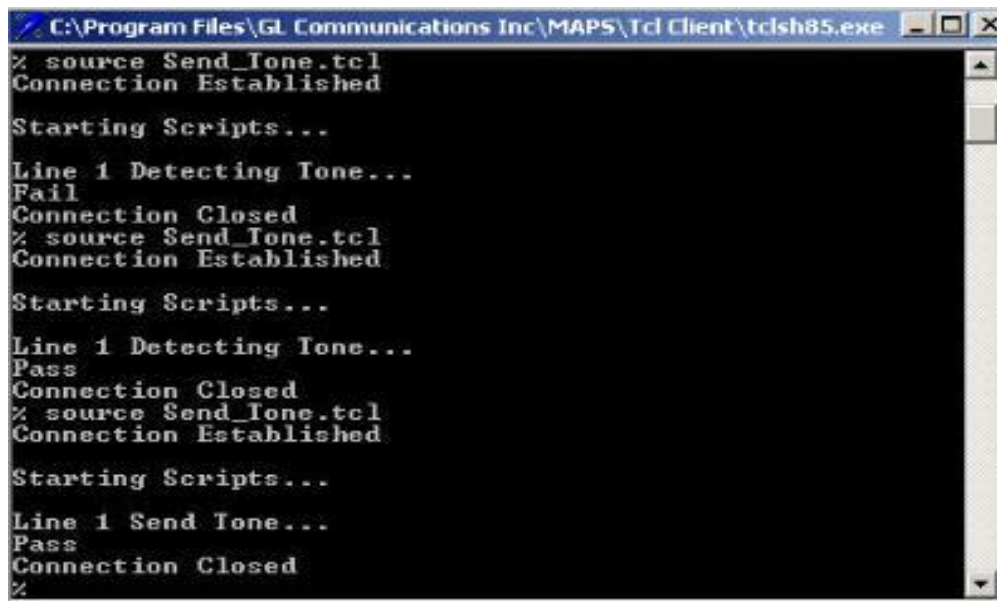 C:\Program Files\GL Communications Inc\MAPS\Tcl Client\tclsh85.exe
% source Send_Tone.tcl
Connection Established
Starting Scripts...
Line 1 Detecting Tone...
Fail
Connection Closed
% source Send_Tone.tcl
Connection Established
Starting Scripts...
Line 1 Detecting Tone...
Pass
Connection Closed
% source Send_Tone.tcl
Connection Established
Starting Scripts...
Line 1 Send Tone...
Pass
Connection Closed
%